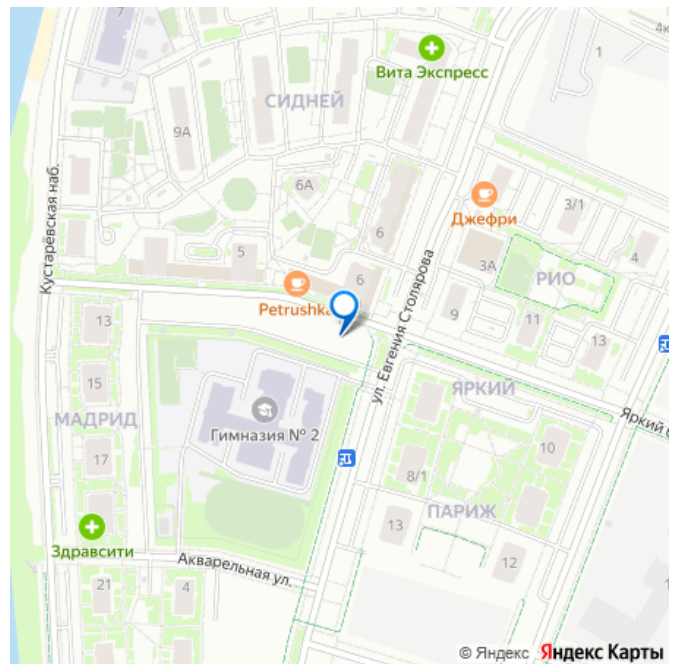 7
4к
1
Вита Экспресс
СИДНЕЙ
9А
Кустарёвская наб.
6А
Джефри
3/1
6
ул. Евгения Столярова
5
4
3А
РИО
6
Petrushka
13
9
11
13
15
ЯРКИЙ
МАДРИД
Гимназия № 2
Яркий
10
17
8/1
ПАРИЖ
13
Здравсити
Акварельная ул.
12
21
4
1
© Яндекс Яндекс Карты